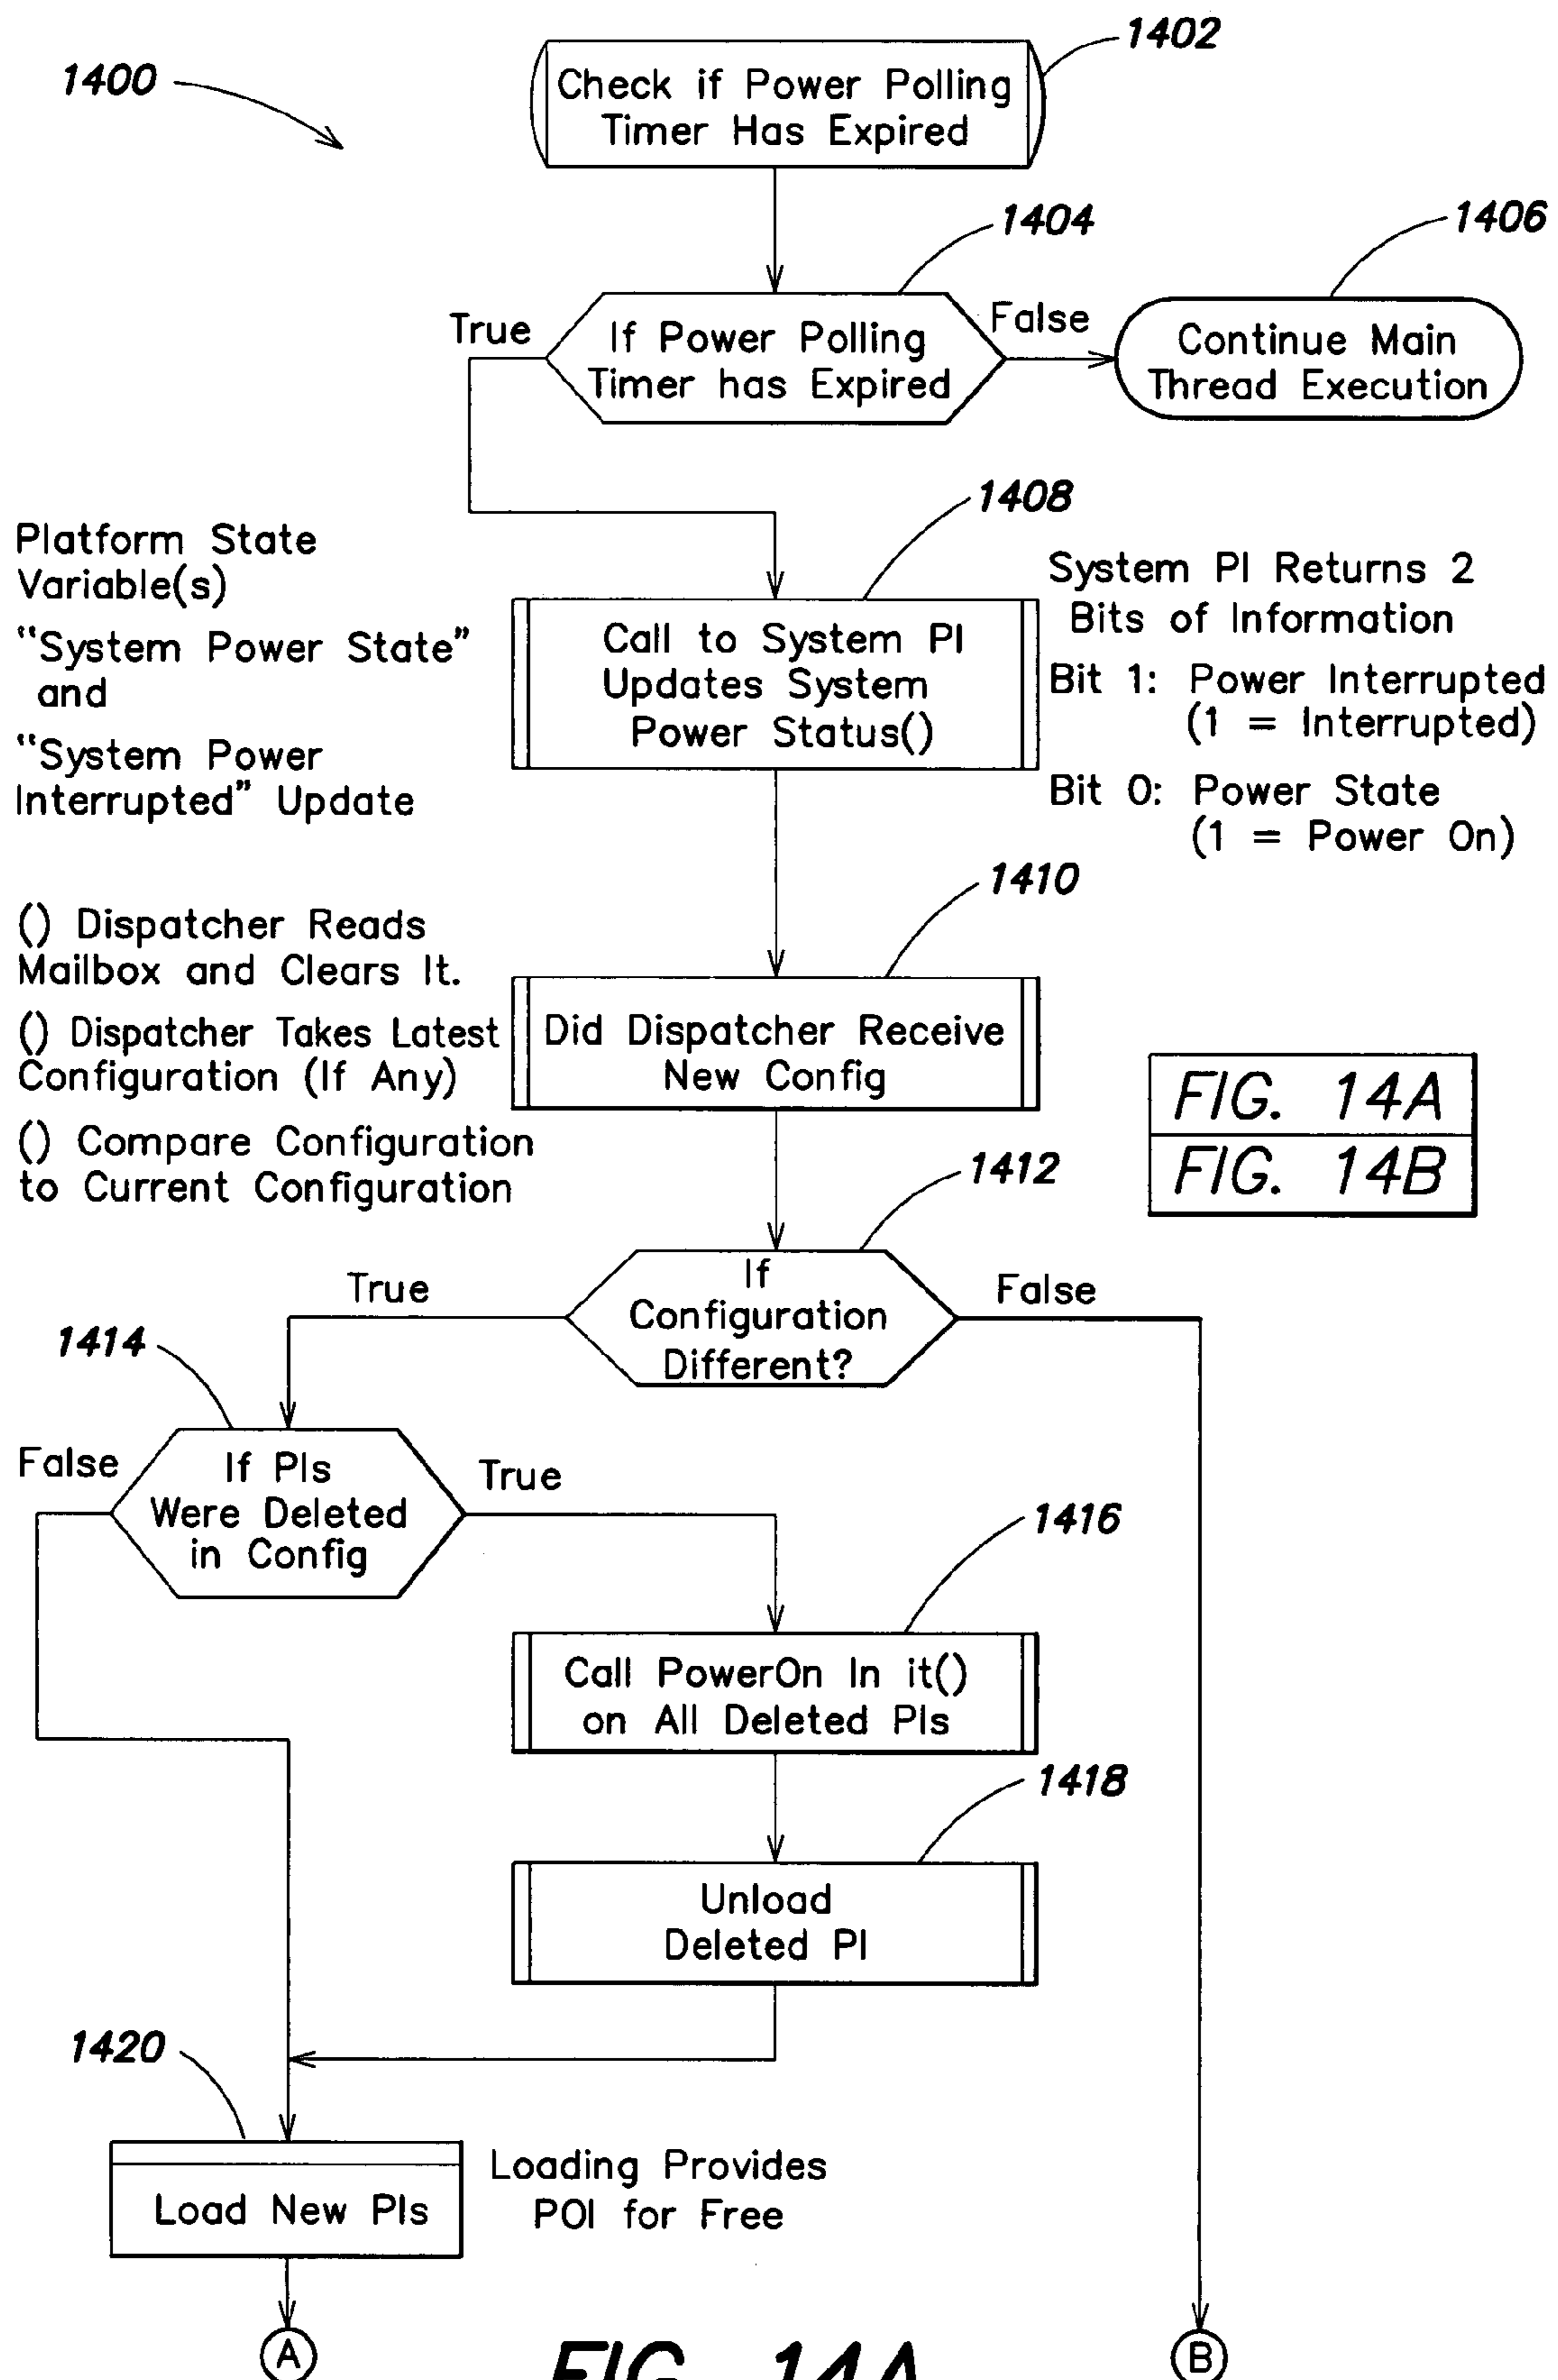 1400
1402
Check if Power Polling
Timer Has Expired
1404
1406
True
If Power Polling
Timer has Expired
False
Continue Main
Thread Execution
1408
Platform State
Variable(s)
"System Power State"
and
"System Power
Interrupted" Update
Call to System PI
Updates System
Power Status()
System PI Returns 2
Bits of Information
Bit 1: Power Interrupted
(1 = Interrupted)
Bit 0: Power State
(1 = Power On)
1410
() Dispatcher Reads
Mailbox and Clears It.
() Dispatcher Takes Latest
Configuration (If Any)
() Compare Configuration
to Current Configuration
Did Dispatcher Receive
New Config
FIG. 14A
FIG. 14B
1412
True
If
Configuration
Different?
False
1414
False
If PIs
Were Deleted
in Config
True
1416
Call PowerOn In it()
on All Deleted PIs
1418
Unload
Deleted PI
1420
Load New PIs
Loading Provides
POI for Free
A
B
FIG. 14A